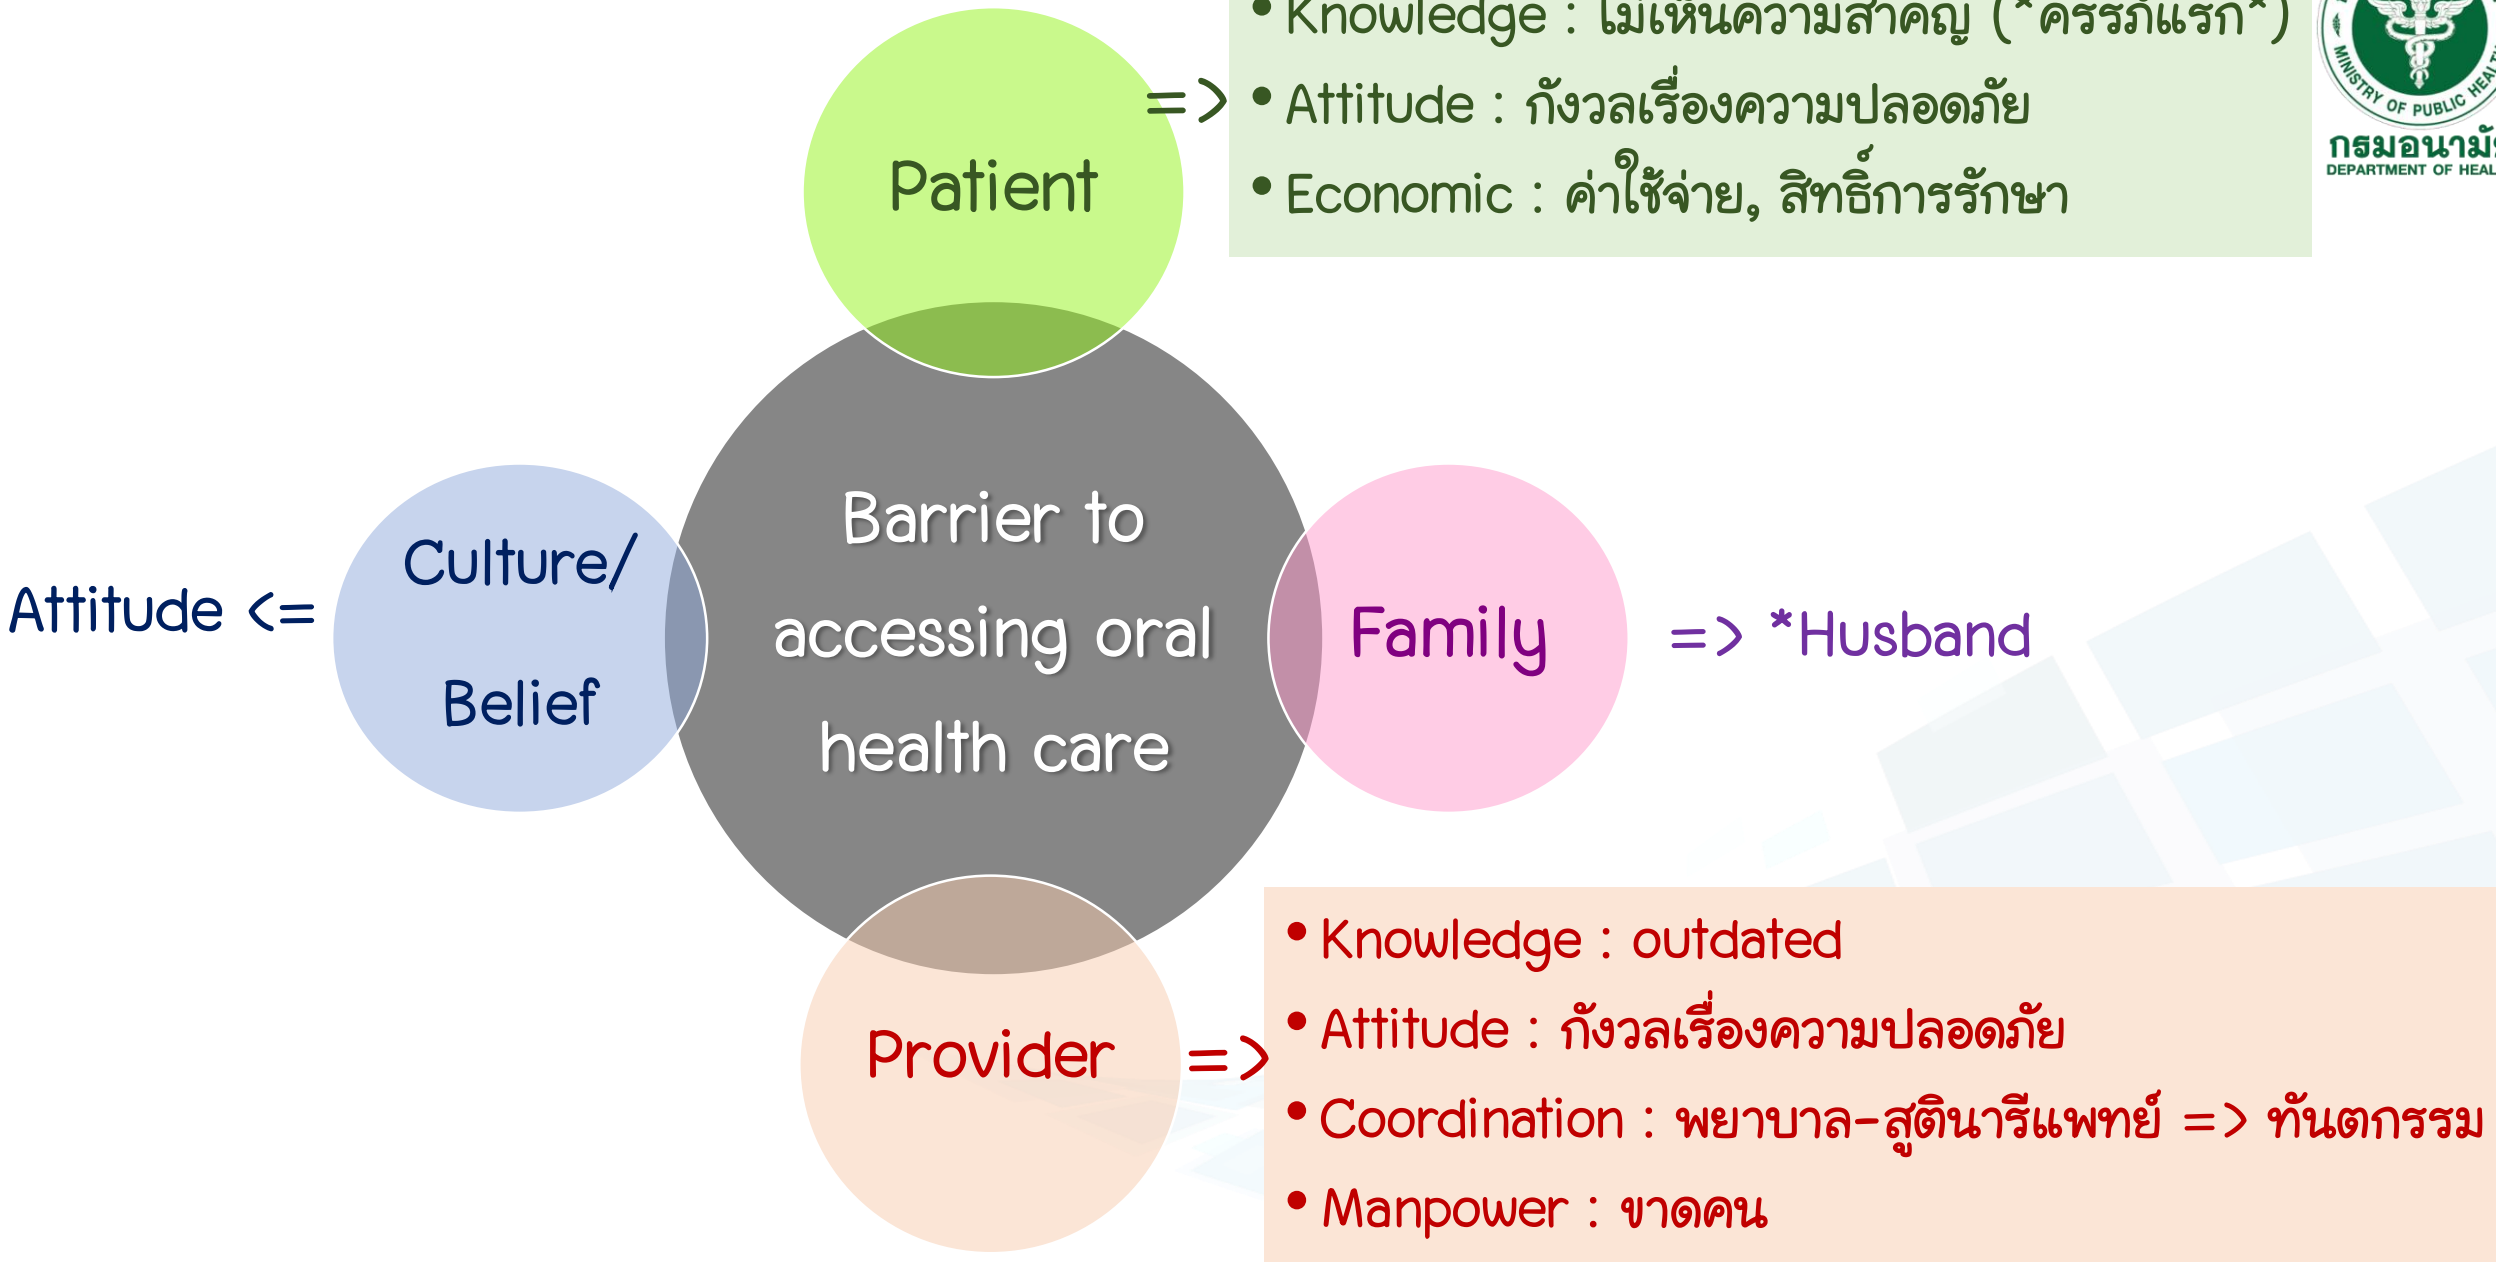 Knowledge : ไม่เห็นความสำคัญ (*ครรภ์แรก*)
Attitude : กังวลเรื่องความปลอดภัย
Economic : ค่าใช้จ่าย, สิทธิ์การรักษา
=>
Patient
MINISTRY OF PUBLIC HEALTH
กรมอนามัย
DEPARTMENT OF HEAL
Barrier to
accessing oral
health care
Culture/
Belief
Attitude <=
Family
=> *Husband
Provider
=>
Knowledge : outdated
Attitude : กังวลเรื่องความปลอดภัย
Coordination : พยาบาล-สูตินารีแพทย์ => ทันตกรรม
Manpower : ขาดคน